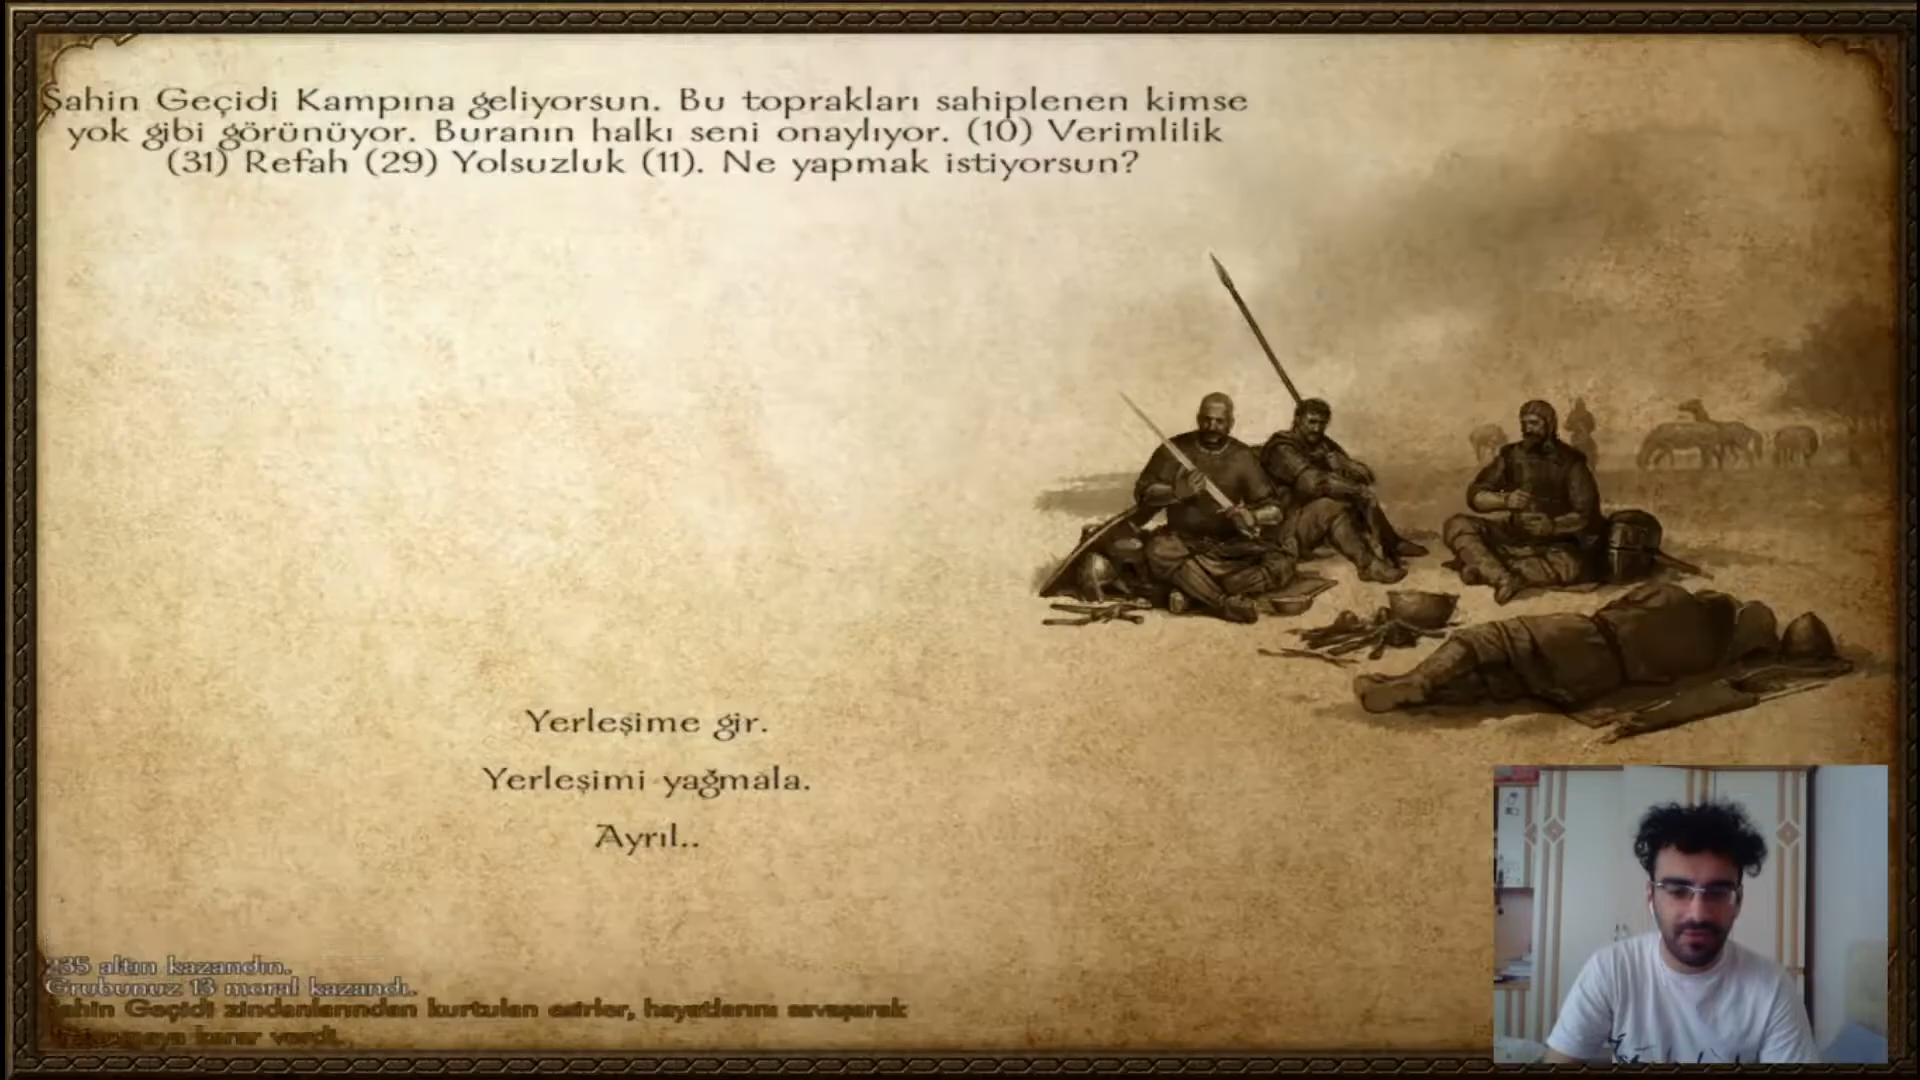 Şahin Geçidi Kampına geliyorsun. Bu toprakları sahiplenen kimse
yok gibi görünüyor. Buranın halkı seni onaylıyor. (10) Verimlilik
(31) Refah (29) Yolsuzluk (11). Ne yapmak istiyorsun?
Yerleşime gir.
Yerleşimi yağmala.
Ayrıl..
235 altın kazandın.
Grubunuz 13 moral kazandı.
Şahin Geçidi zindanlarından kurtulan esirler, hayatlarını savaşarak
karar verdi.